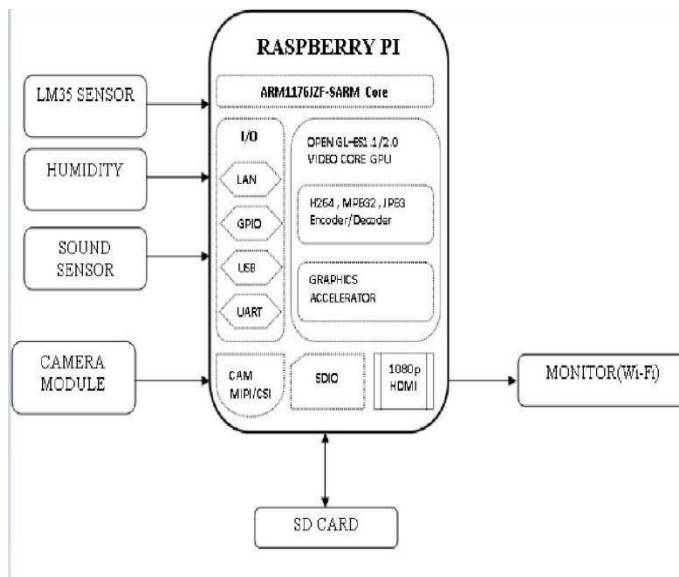 RASPBERRY PI
ARM1176JZF-SARM Core
LM35 SENSOR
HUMIDITY
SOUND
SENSOR
CAMERA
MODULE
I/O
LAN
GPIO
USB
UART
OPEN GL-ES1.1/2.0
VIDEO CORE GPU
H264 , MPEG2 , JPEG
Encoder/Decoder
GRAPHICS
ACCELERATOR
CAM
MIPI/CSI
SDIO
1080p
HDMI
MONITOR(Wi-Fi)
SD CARD